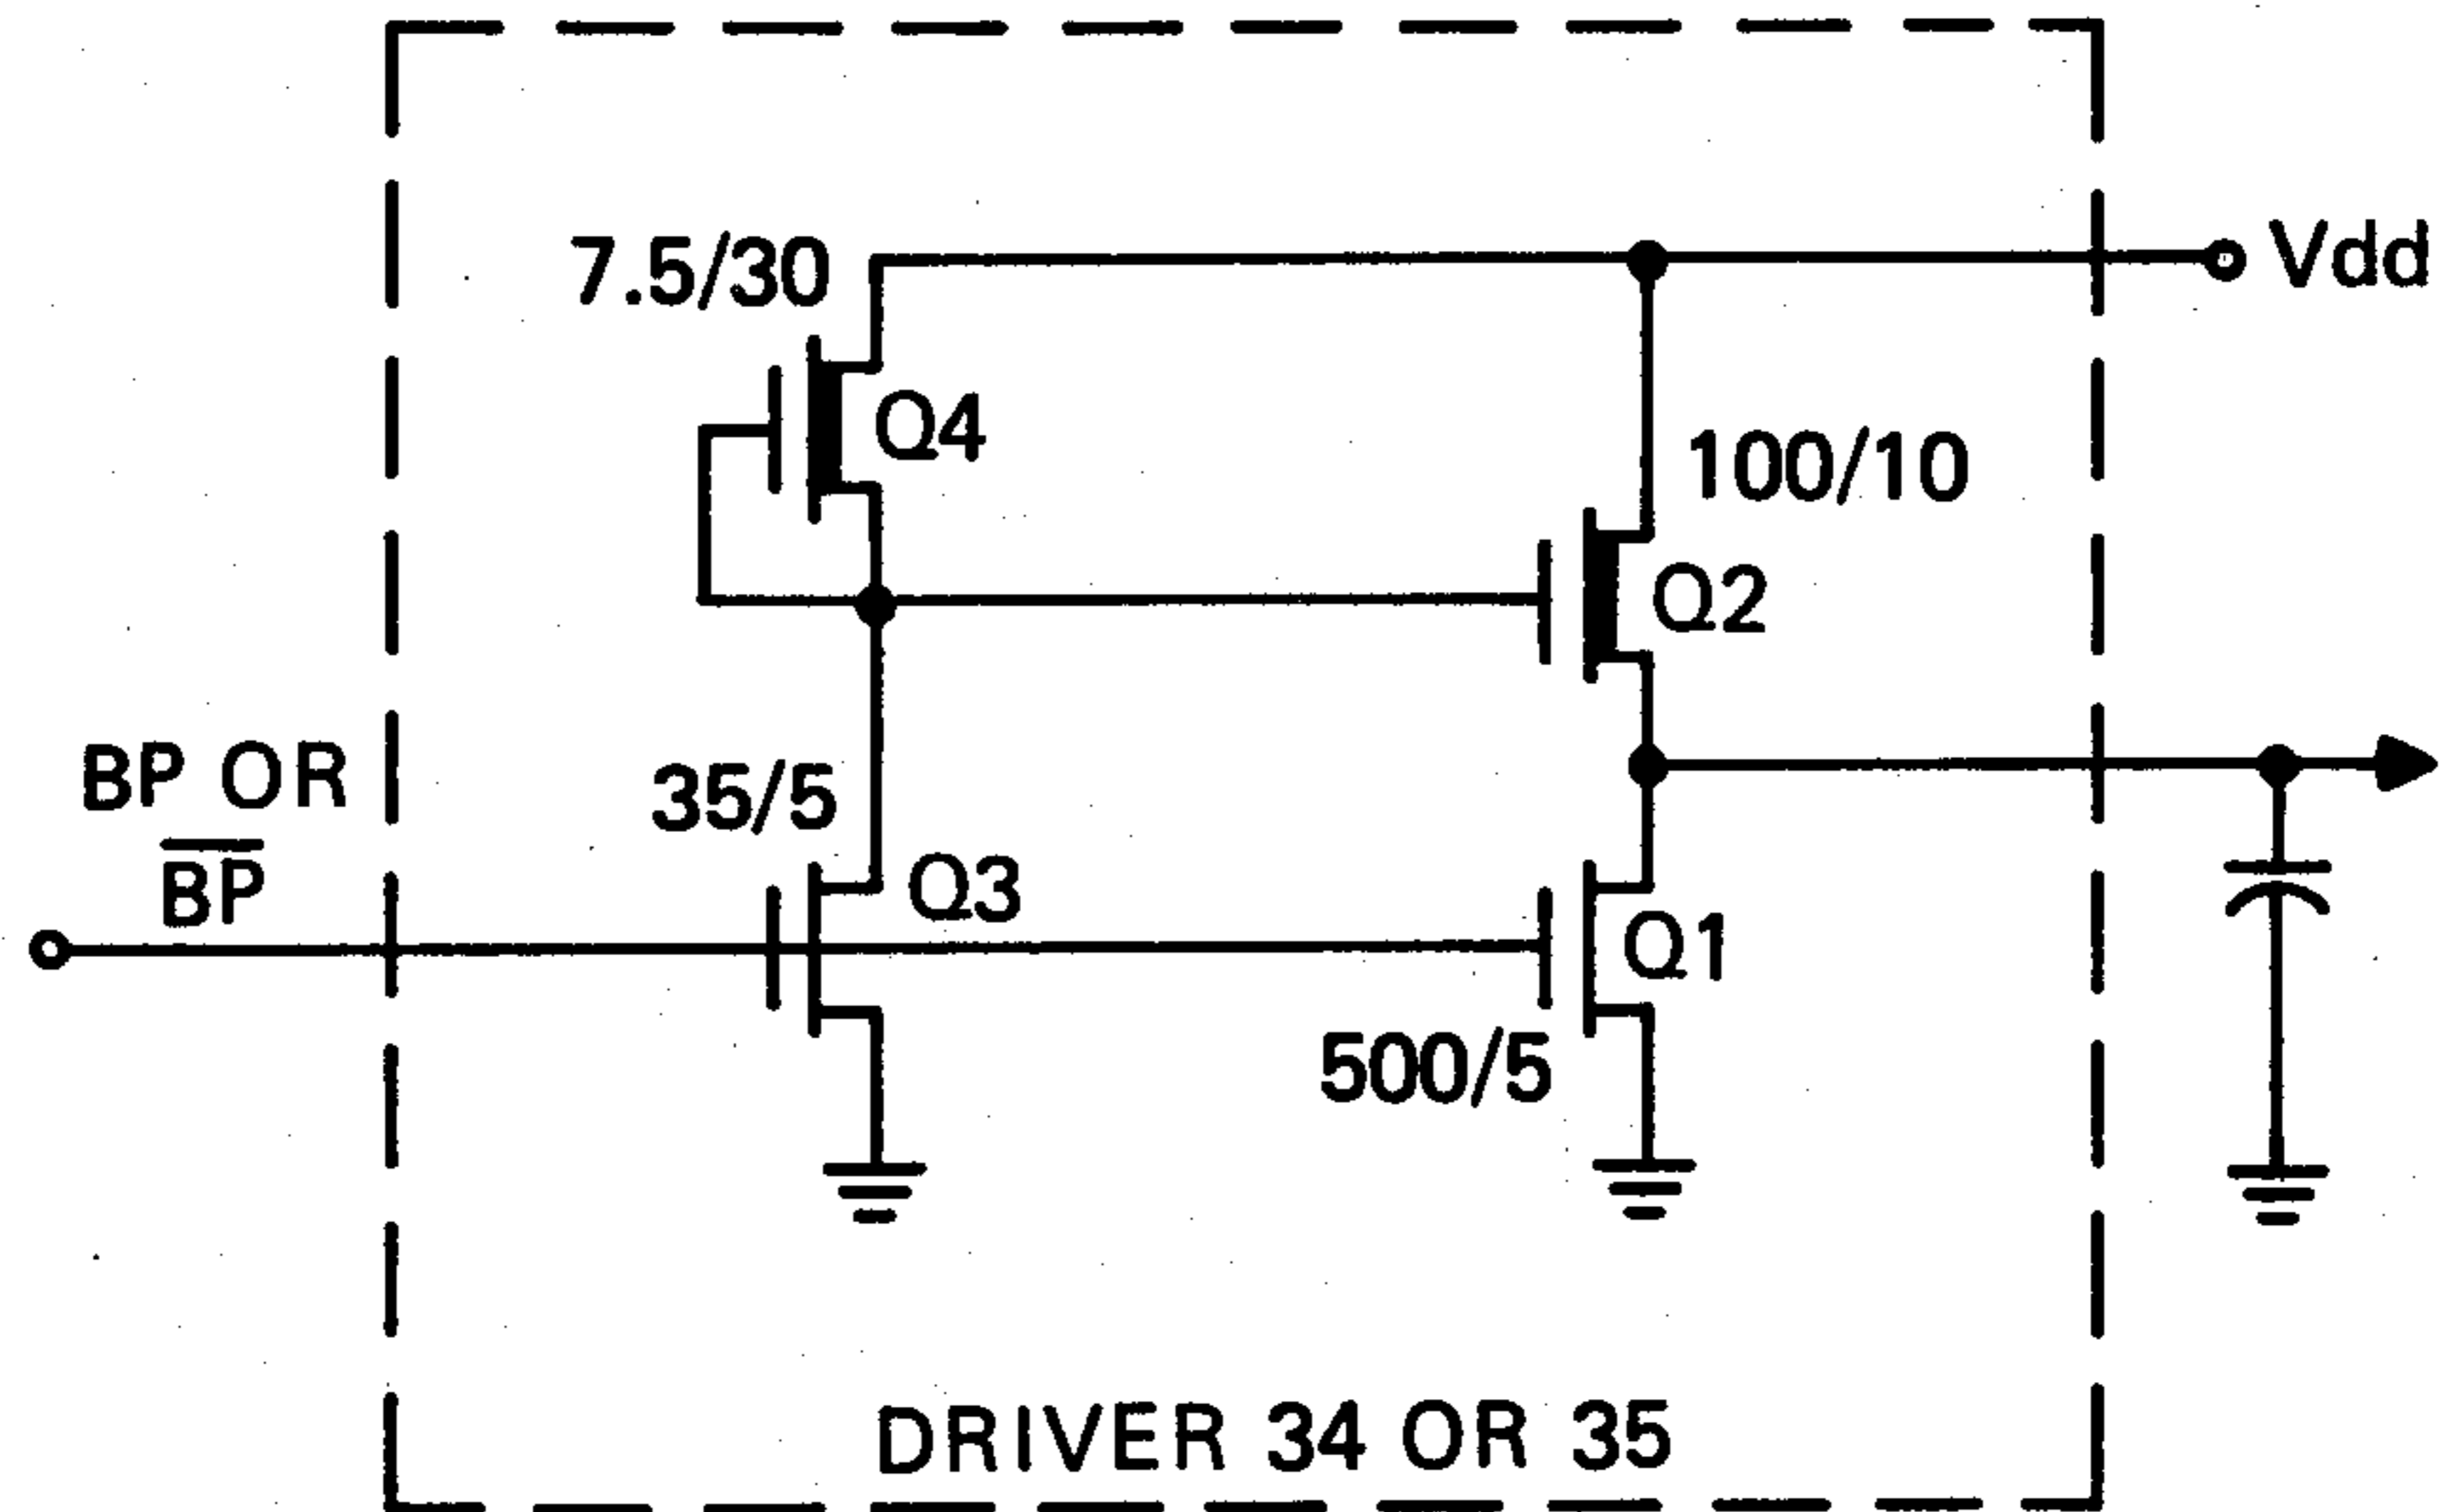 Vdd
7.5/30
Q4
100/10
Q2
BP OR
B̅P̅
35/5
Q3
Q1
500/5
DRIVER 34 OR 35